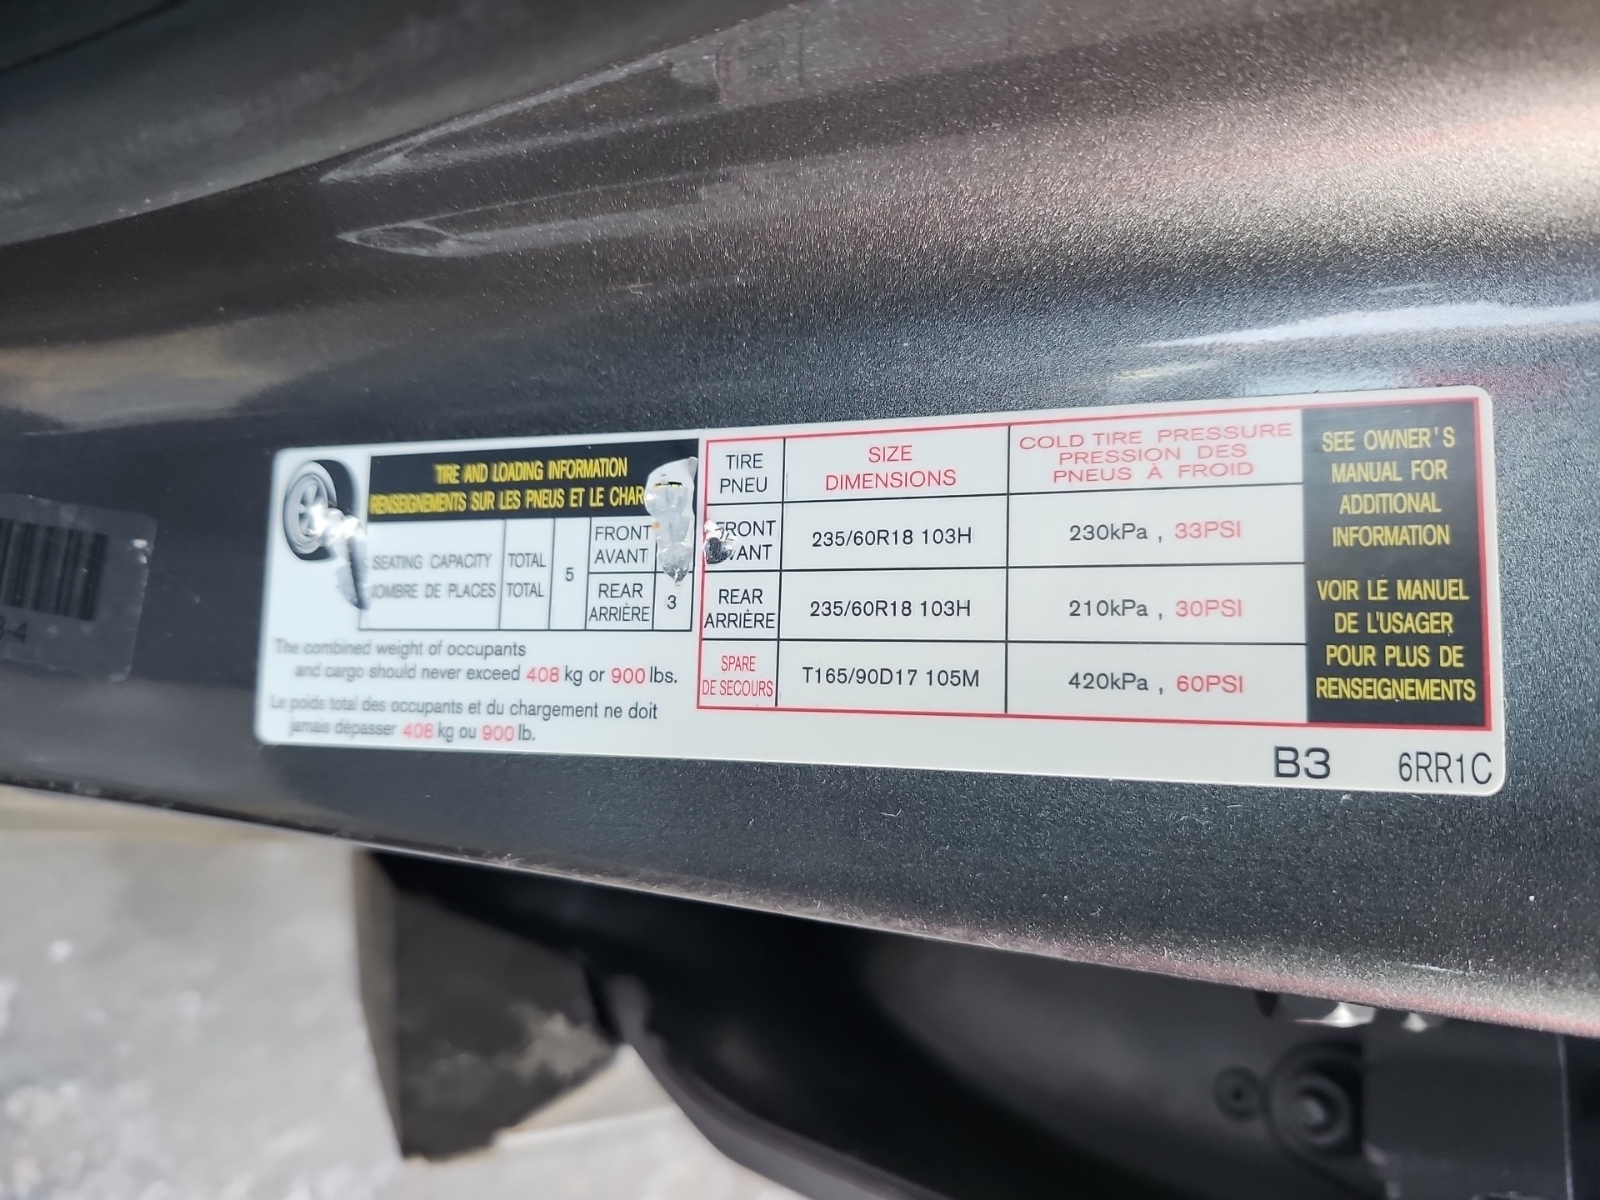 TIRE AND LOADING INFORMATION
RENSEIGNEMENTS SUR LES PNEUS ET LE
SEATING CAPACITY
DE PLACES
TOTAL
TOTAL
5
FRONT
AVANT
REAR
ARRIÈRE
3
The combined weight of occupants
and cargo should never exceed 408 kg or 900 lbs.
Le poids total des occupants et du chargement ne doit
jamais dépasser 408 kg ou 900 lb.
TIRE
PNEU
SIZE
DIMENSIONS
COLD TIRE PRESSURE
PRESSION DES
PNEUS À FROID
FRONT
235/60R18 103H
230kPa , 33PSI
REAR
ARRIÈRE
235/60R18 103H
210kPa , 30PSI
SPARE
DE SECOURS
T165/90D17 105M
420kPa , 60PSI
SEE OWNER'S
MANUAL FOR
ADDITIONAL
INFORMATION
VOIR LE MANUEL
DE L'USAGER
POUR PLUS DE
RENSEIGNEMENTS
B3 6RR1C